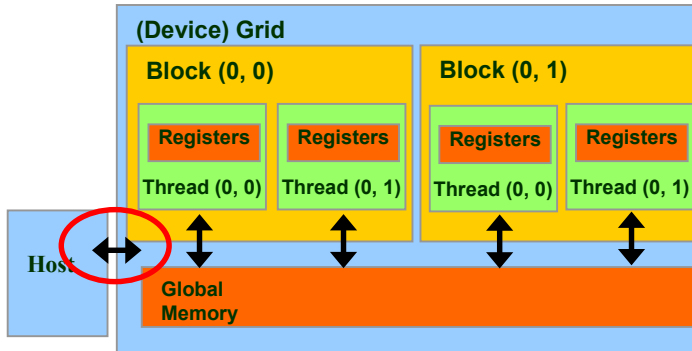 (Device) Grid
Block (0, 0)
Block (0, 1)
Registers
Registers
Registers
Registers
Thread (0, 0)
Thread (0, 1)
Thread (0, 0)
Thread (0, 1)
Host
Global
Memory